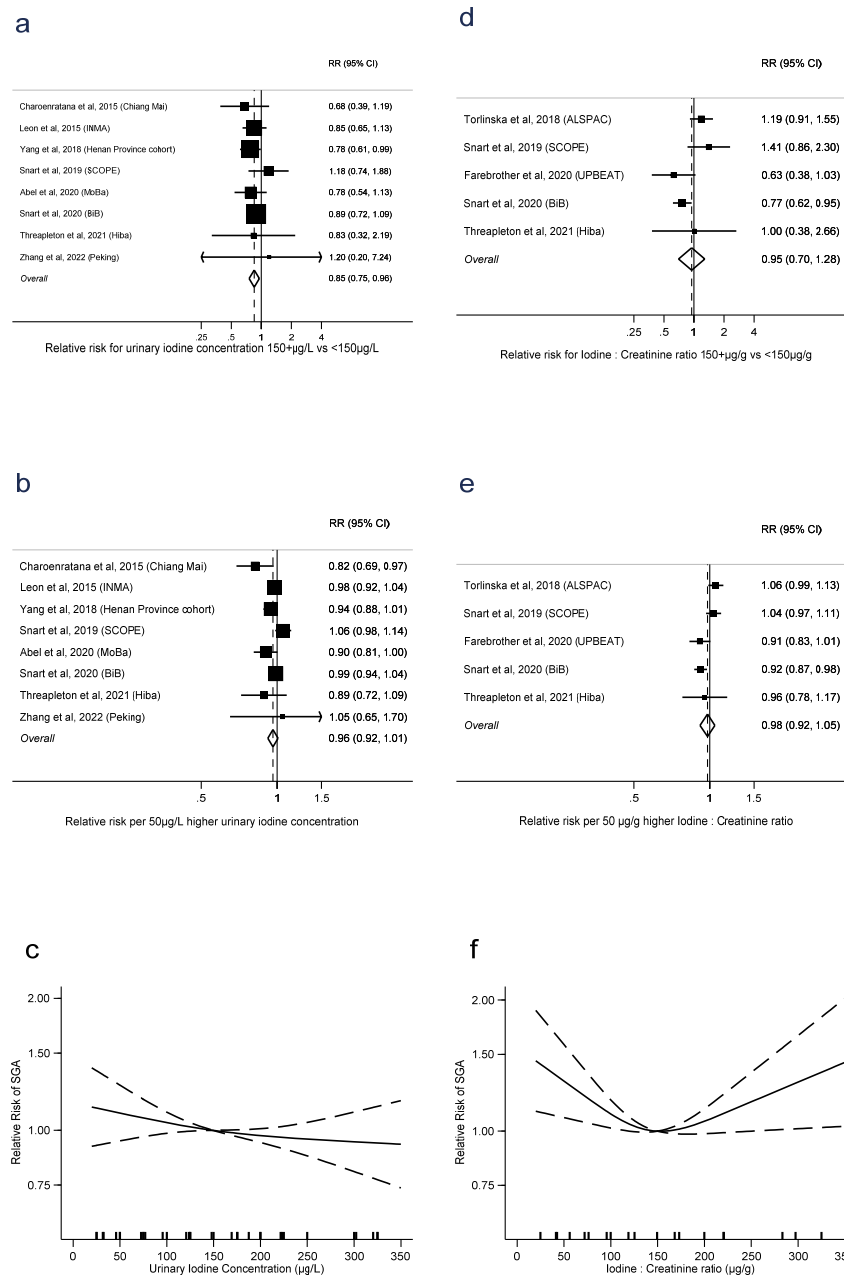 a
RR (95% CI)
Charoenratana et al, 2015 (Chiang Mai) 0.68 (0.39, 1.19)
Leon et al, 2015 (INMA) 0.85 (0.65, 1.13)
Yang et al, 2018 (Henan Province cohort) 0.78 (0.61, 0.99)
Snart et al, 2019 (SCOPE) 1.18 (0.74, 1.88)
Abel et al, 2020 (MoBa) 0.78 (0.54, 1.13)
Snart et al, 2020 (BiB) 0.89 (0.72, 1.09)
Threapleton et al, 2021 (Hiba) 0.83 (0.32, 2.19)
Zhang et al, 2022 (Peking) 1.20 (0.20, 7.24)
Overall 0.85 (0.75, 0.96)
.25 .5 1 2 4
Relative risk for urinary iodine concentration 150+µg/L vs <150µg/L
d
RR (95% CI)
Torlinska et al, 2018 (ALSPAC) 1.19 (0.91, 1.55)
Snart et al, 2019 (SCOPE) 1.41 (0.86, 2.30)
Farebrother et al, 2020 (UPBEAT) 0.63 (0.38, 1.03)
Snart et al, 2020 (BiB) 0.77 (0.62, 0.95)
Threapleton et al, 2021 (Hiba) 1.00 (0.38, 2.66)
Overall 0.95 (0.70, 1.28)
.25 .5 1 2 4
Relative risk for Iodine : Creatinine ratio 150+µg/g vs <150µg/g
b
RR (95% CI)
Charoenratana et al, 2015 (Chiang Mai) 0.82 (0.69, 0.97)
Leon et al, 2015 (INMA) 0.98 (0.92, 1.04)
Yang et al, 2018 (Henan Province cohort) 0.94 (0.88, 1.01)
Snart et al, 2019 (SCOPE) 1.06 (0.98, 1.14)
Abel et al, 2020 (MoBa) 0.90 (0.81, 1.00)
Snart et al, 2020 (BiB) 0.99 (0.94, 1.04)
Threapleton et al, 2021 (Hiba) 0.89 (0.72, 1.09)
Zhang et al, 2022 (Peking) 1.05 (0.65, 1.70)
Overall 0.96 (0.92, 1.01)
.5 1 1.5
Relative risk per 50µg/L higher urinary iodine concentration
e
RR (95% CI)
Torlinska et al, 2018 (ALSPAC) 1.06 (0.99, 1.13)
Snart et al, 2019 (SCOPE) 1.04 (0.97, 1.11)
Farebrother et al, 2020 (UPBEAT) 0.91 (0.83, 1.01)
Snart et al, 2020 (BiB) 0.92 (0.87, 0.98)
Threapleton et al, 2021 (Hiba) 0.96 (0.78, 1.17)
Overall 0.98 (0.92, 1.05)
.5 1 1.5
Relative risk per 50 µg/g higher Iodine : Creatinine ratio
c
Relative Risk of SGA
2.00
1.50
1.00
0.75
0 50 100 150 200 250 300 350
Urinary Iodine Concentration (µg/L)
f
Relative Risk of SGA
2.00
1.50
1.00
0.75
0 50 100 150 200 250 300
Iodine : Creatinine ratio (µg/g)